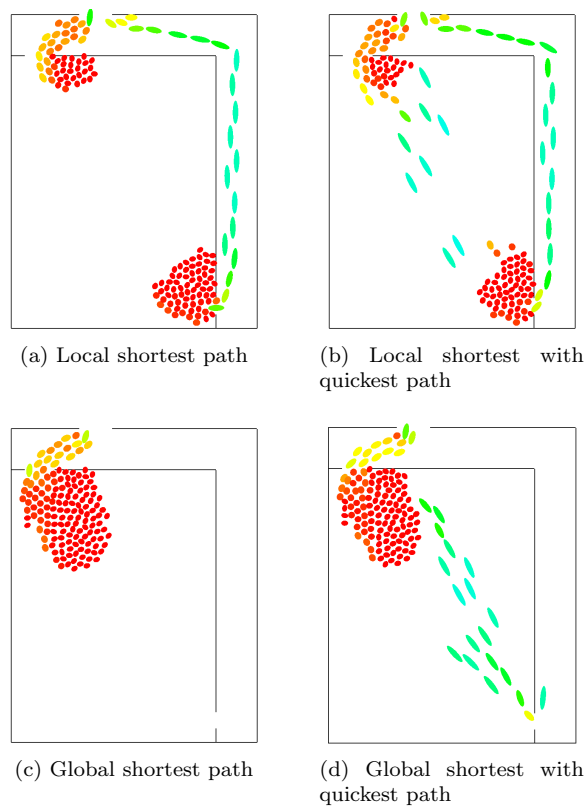 (a) Local shortest path
(b) Local shortest with
quickest path
(c) Global shortest path
(d) Global shortest with
quickest path